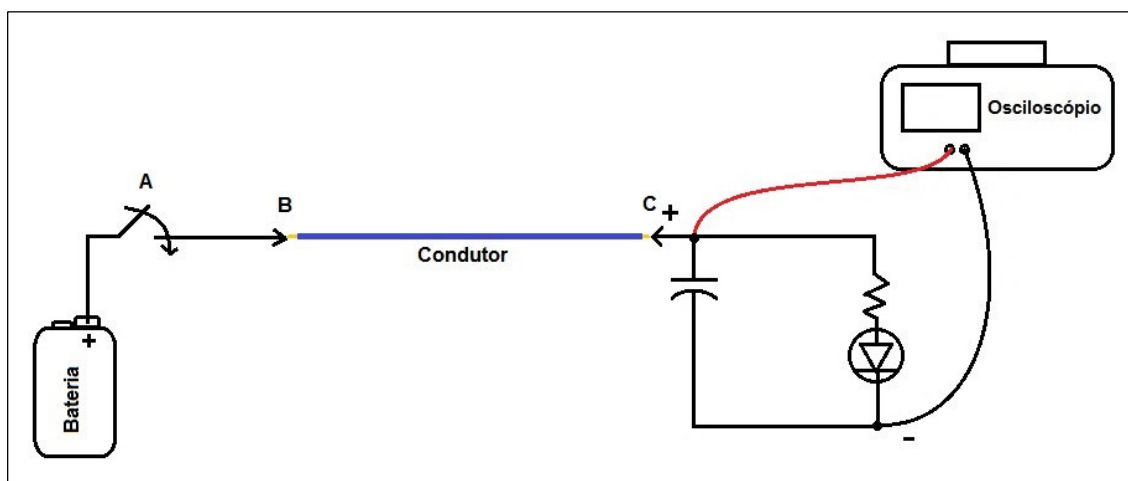 Osciloscópio
A
B
C
+
Condutor
+
Bateria
-